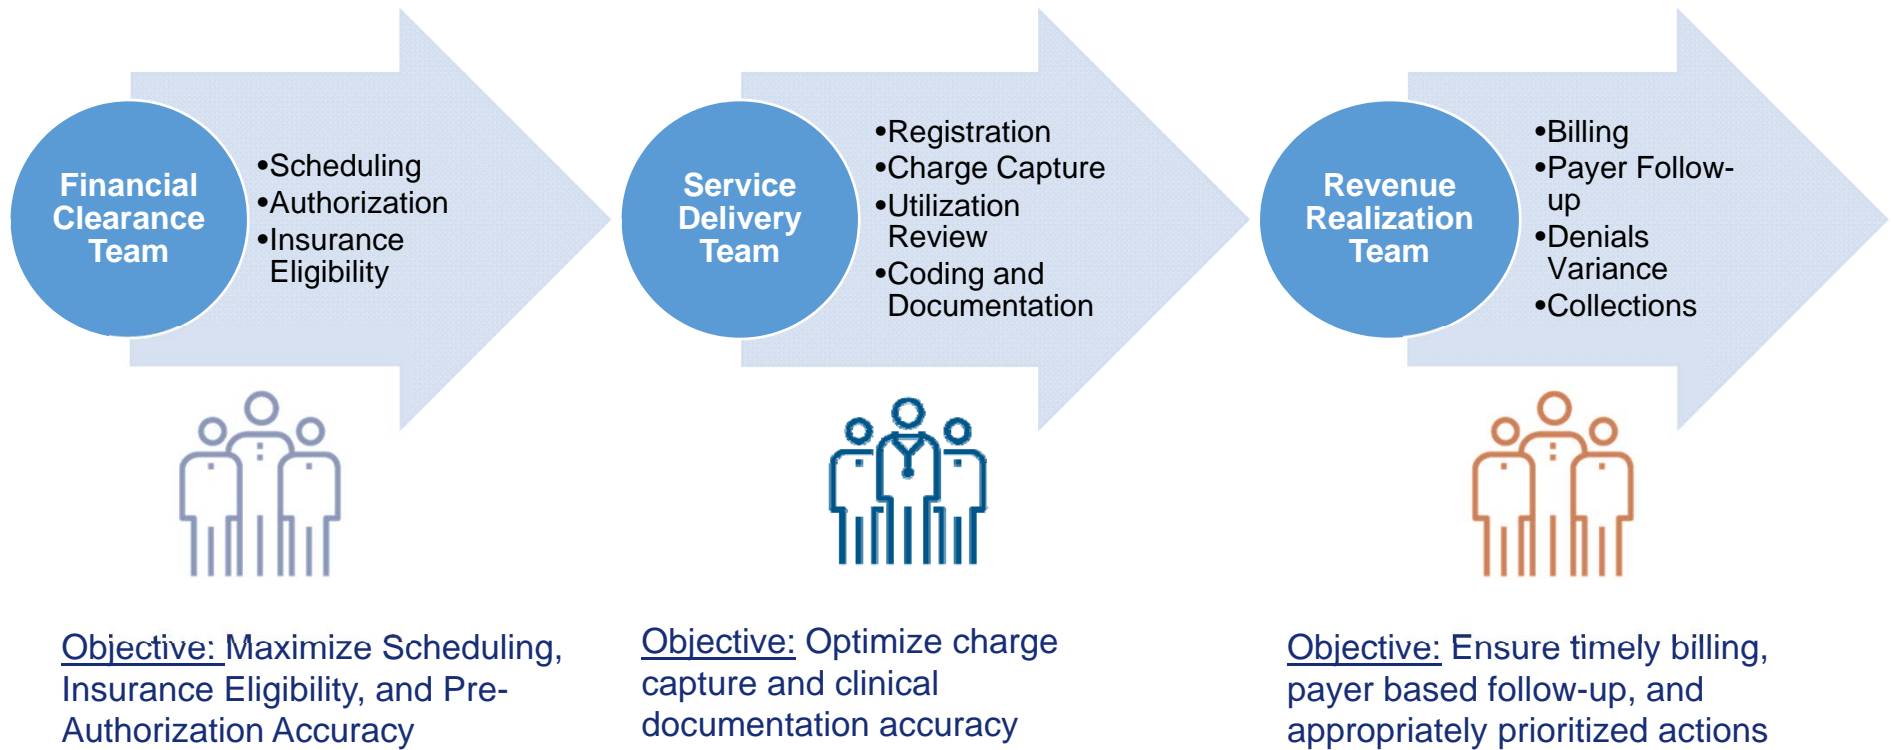 Financial
Clearance
Team
•Scheduling
•Authorization
•Insurance
Eligibility
Service
Delivery
Team
•Registration
•Charge Capture
•Utilization
Review
•Coding and
Documentation
Revenue
Realization
Team
•Billing
•Payer Follow-
up
•Denials
Variance
•Collections
Objective: Maximize Scheduling,
Insurance Eligibility, and Pre-
Authorization Accuracy
Objective: Optimize charge
capture and clinical
documentation accuracy
Objective: Ensure timely billing,
payer based follow-up, and
appropriately prioritized actions